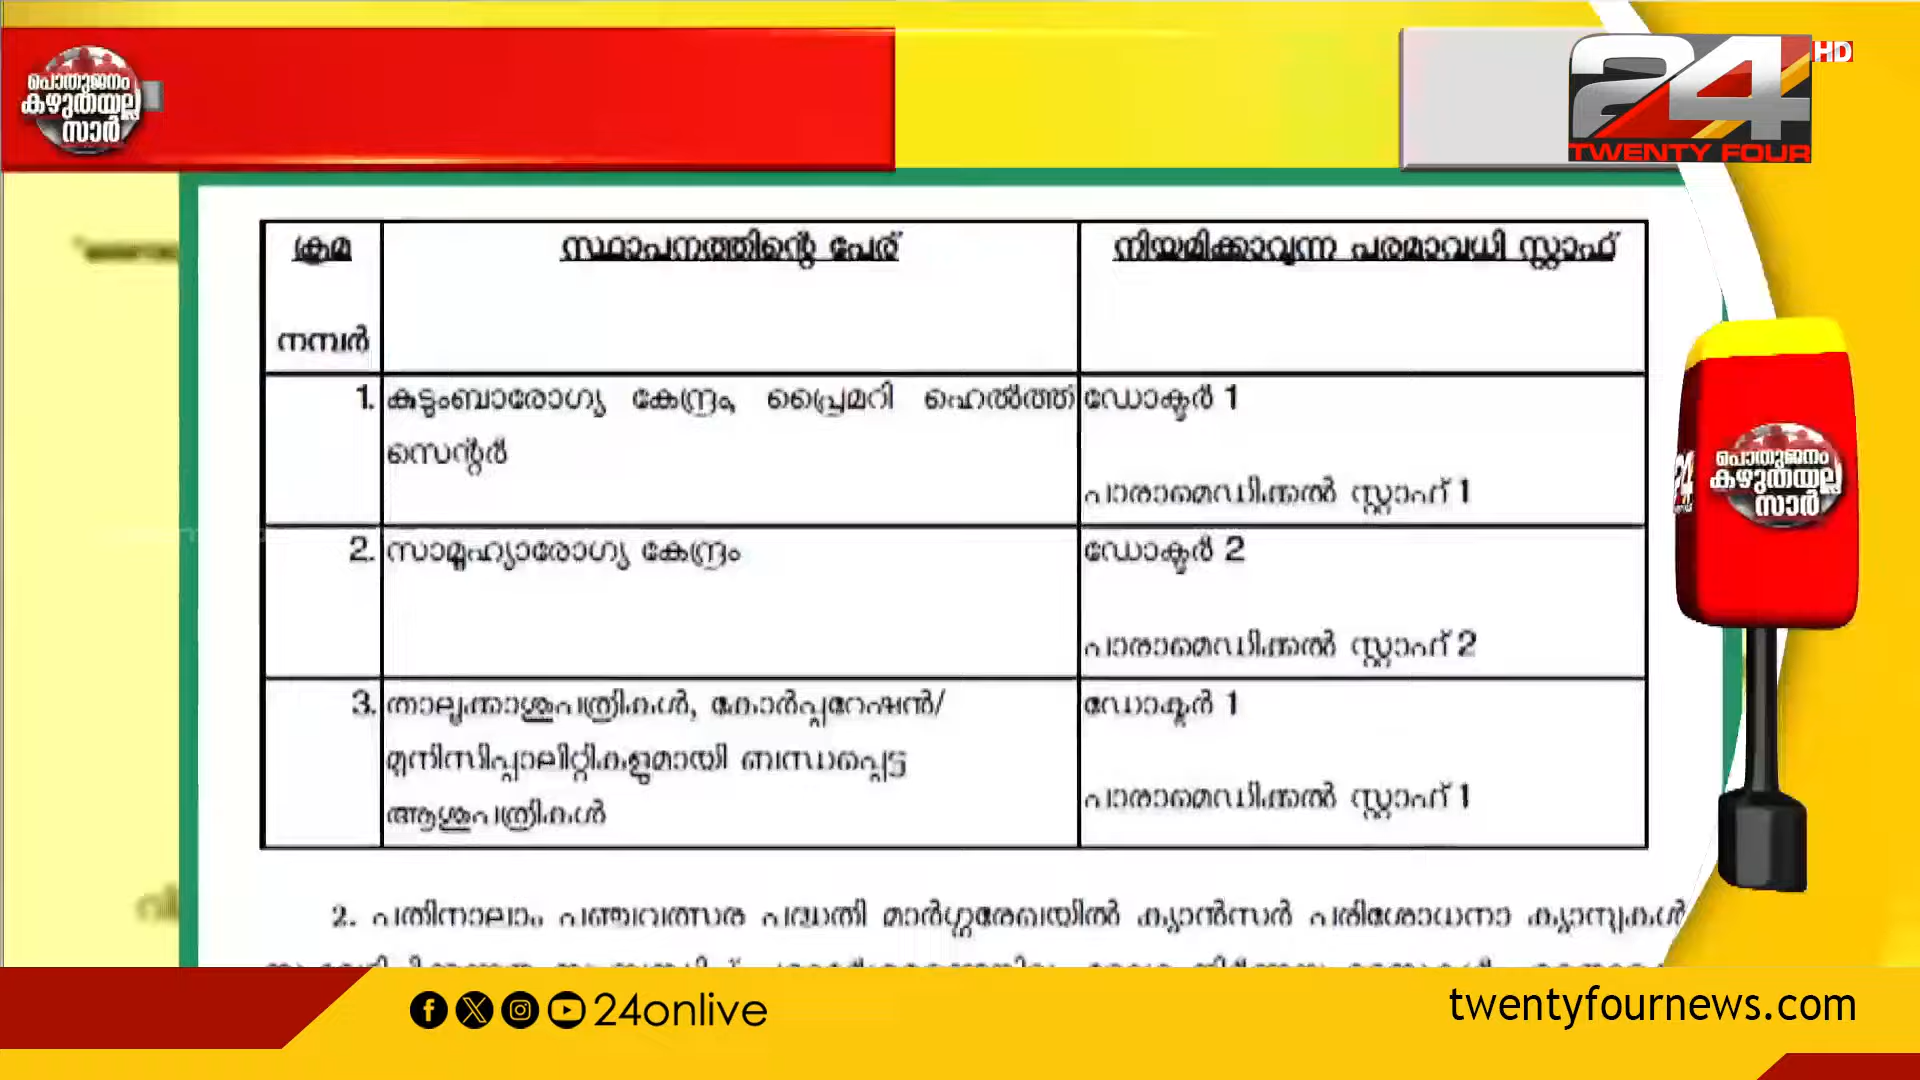 പൊതുജനം
കഴുതയല്ല
സാർ
24
HD
TWENTY FOUR
ക്രമ
നമ്പർ
സ്ഥാപനത്തിന്റെ പേര്
നിയമിക്കാവുന്ന പരമാവധി സ്റ്റാഫ്
1. കുടുംബാരോഗ്യ കേന്ദ്രം, പ്രൈമറി ഹെൽത്ത്
സെന്റർ
ഡോക്ടർ 1
പാരാമെഡിക്കൽ സ്റ്റാഫ് 1
2. സാമൂഹ്യാരോഗ്യ കേന്ദ്രം
ഡോക്ടർ 2
പാരാമെഡിക്കൽ സ്റ്റാഫ് 2
3. താലൂക്കാശുപത്രികൾ, കോർപ്പറേഷൻ/
മുനിസിപ്പാലിറ്റികളുമായി ബന്ധപ്പെട്ട
ആശുപത്രികൾ
ഡോക്ടർ 1
പാരാമെഡിക്കൽ സ്റ്റാഫ് 1
24
പൊതുജനം
കഴുതയല്ല
സാർ
2. പതിനാലാം പഞ്ചവത്സര പദ്ധതി മാർഗ്ഗരേഖയിൽ ക്യാൻസർ പരിശോധനാ ക്യാമ്പുകൾ
24onlive
twentyfournews.com